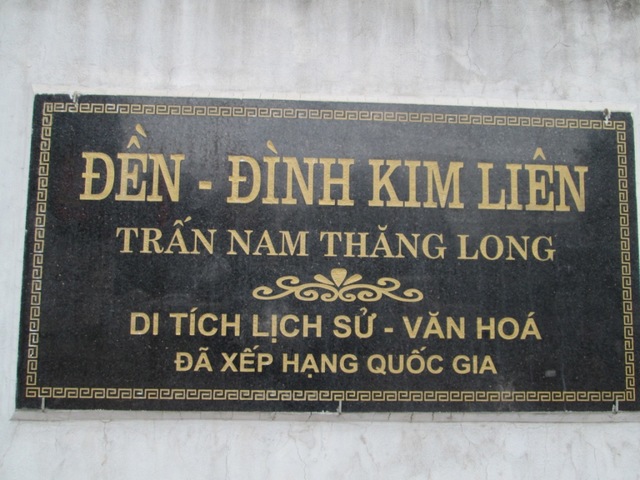 ĐỀN - ĐÌNH KIM LIÊN
TRẤN NAM THĂNG LONG
DI TÍCH LỊCH SỬ - VĂN HOÁ
ĐÃ XẾP HẠNG QUỐC GIA